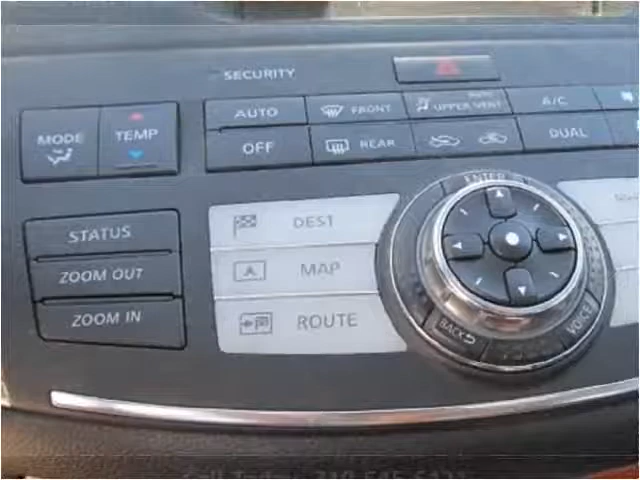 SECURITY
AUTO
FRONT
UPPER VENT
A/C
MODE
TEMP
OFF
REAR
DUAL
ENTER
STATUS
DEST
ZOOM OUT
MAP
ZOOM IN
ROUTE
BACK
VOICE